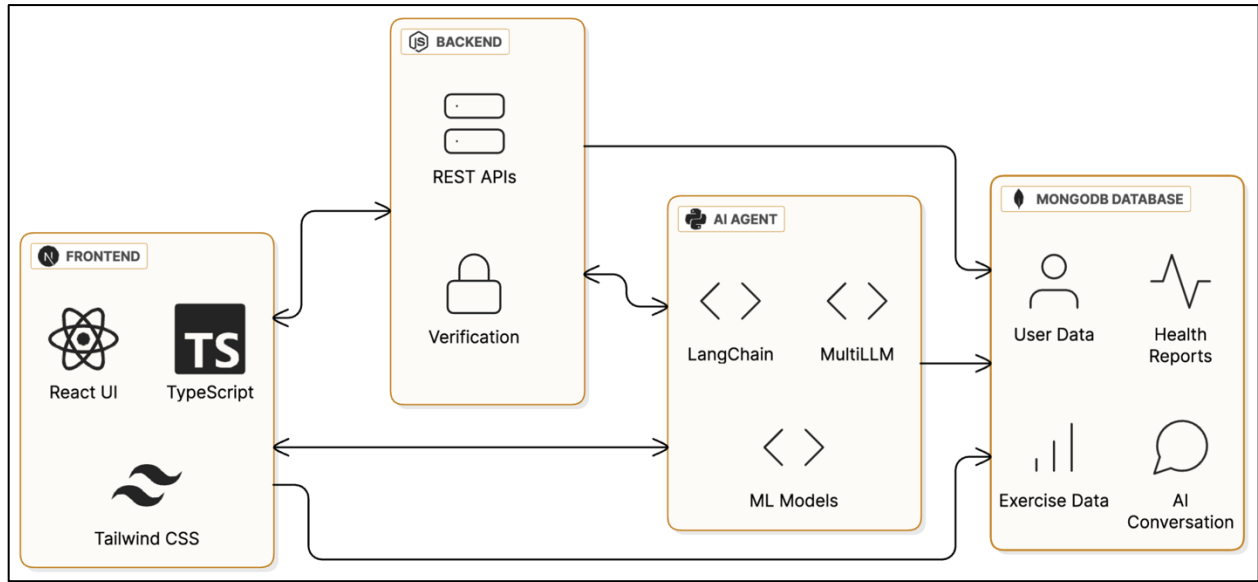 JS BACKEND
REST APIs
Verification
N FRONTEND
React UI
TS
TypeScript
Tailwind CSS
AI AGENT
LangChain
MultiLLM
ML Models
MONGODB DATABASE
User Data
Health
Reports
Exercise Data
AI
Conversation